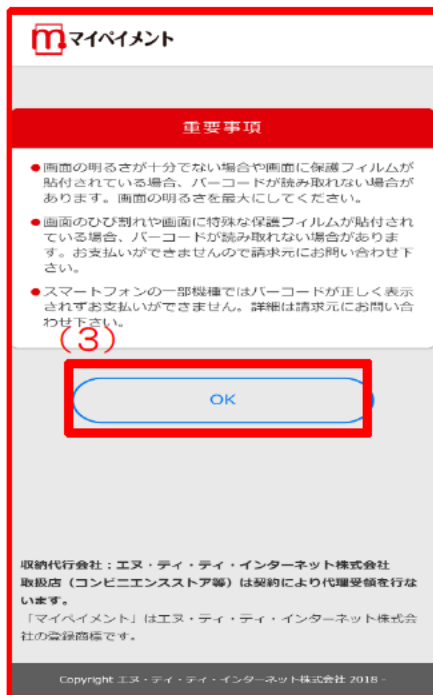 マイペイメント
重要事項
●画面の明るさが十分でない場合や画面に保護フィルムが
貼付されている場合、バーコードが読み取れない場合が
あります。画面の明るさを最大にしてください。
●画面のひび割れや画面に特殊な保護フィルムが貼付され
ている場合、バーコードが読み取れない場合がありま
す。お支払いができませんので請求元にお問い合わせ下
さい。
●スマートフォンの一部機種ではバーコードが正しく表示
されずお支払いができません。詳細は請求元にお問い合
わせ下さい。
（3）
OK
収納代行会社：エヌ・ティ・ティ・インターネット株式会社
取扱店（コンビニエンスストア等）は契約により代理受領を行な
います。
「マイペイメント」はエヌ・ティ・ティ・インターネット株式会
社の登録商標です。
Copyright エヌ・ティ・ティ・インターネット株式会社 2018 -